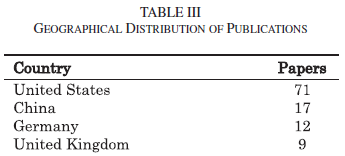 TABLE III
GEOGRAPHICAL DISTRIBUTION OF PUBLICATIONS
Country Papers
United States 71
China 17
Germany 12
United Kingdom 9